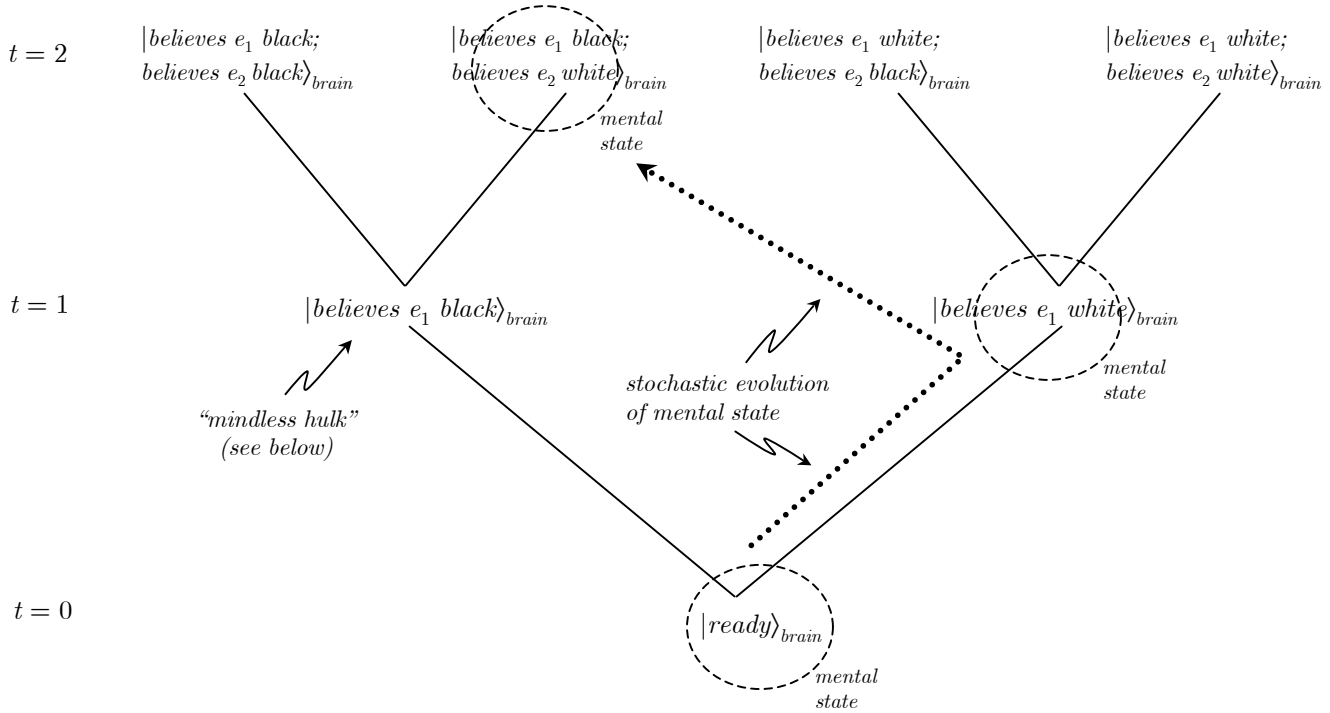 t = 2
|believes e₁ black;
believes e₂ black⟩brain
|believes e₁ black;
believes e₂ white⟩brain
|believes e₁ white;
believes e₂ black⟩brain
|believes e₁ white;
believes e₂ white⟩brain
mental
state
t = 1
|believes e₁ black⟩brain
|believes e₁ white⟩brain
mental
state
“mindless hulk”
(see below)
stochastic evolution
of mental state
t = 0
|ready⟩brain
mental
state